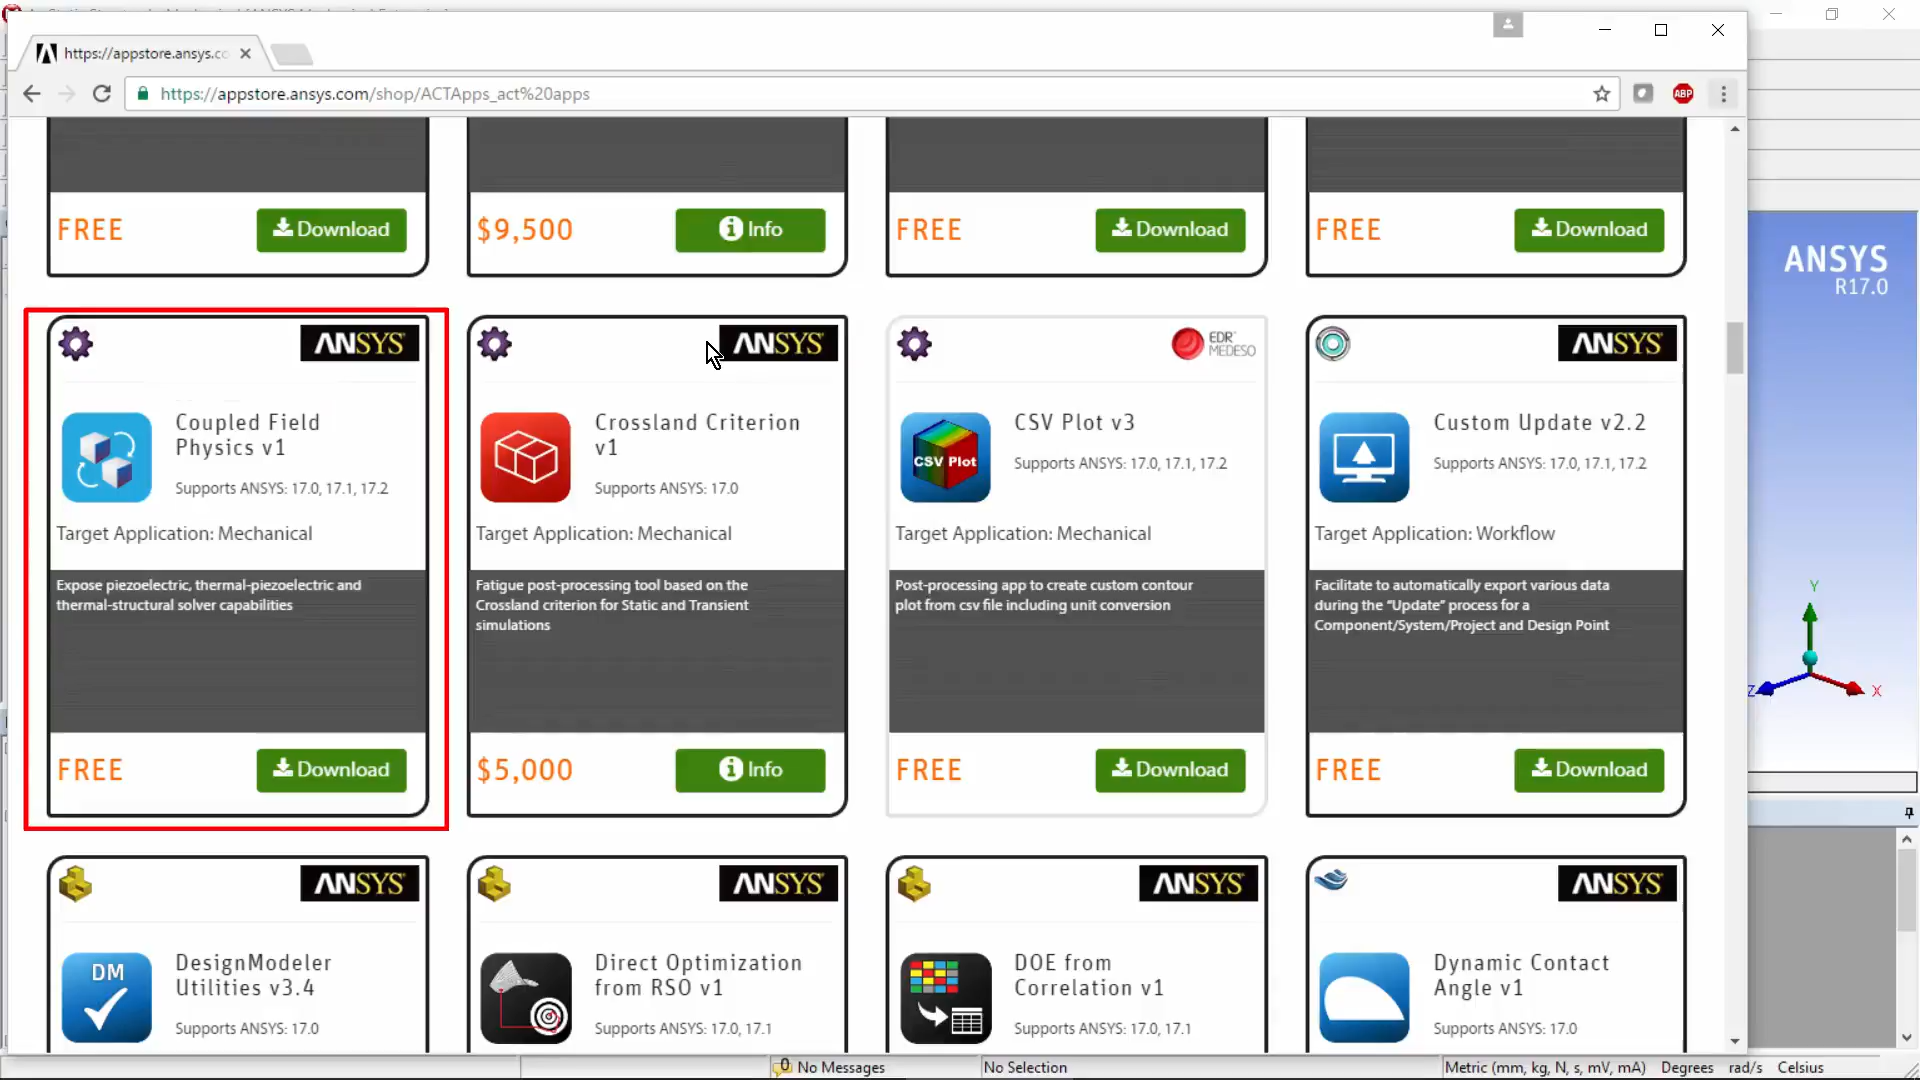 https://appstore.ansys.co
https://appstore.ansys.com/shop/ACTApps_act%20apps
ABP
FREE
Download
$9,500
Info
FREE
Download
FREE
Download
ANSYS
R17.0
ANSYS
Coupled Field
Physics v1
Supports ANSYS: 17.0, 17.1, 17.2
Target Application: Mechanical
Expose piezoelectric, thermal-piezoelectric and
thermal-structural solver capabilities
FREE
Download
ANSYS
Crossland Criterion
v1
Supports ANSYS: 17.0
Target Application: Mechanical
Fatigue post-processing tool based on the
Crossland criterion for Static and Transient
simulations
$5,000
Info
EDR
MEDESO
CSV Plot
CSV Plot v3
Supports ANSYS: 17.0, 17.1, 17.2
Target Application: Mechanical
Post-processing app to create custom contour
plot from csv file including unit conversion
FREE
Download
ANSYS
Custom Update v2.2
Supports ANSYS: 17.0, 17.1, 17.2
Target Application: Workflow
Facilitate to automatically export various data
during the “Update” process for a
Component/System/Project and Design Point
FREE
Download
Y
Z
X
ANSYS
DM
DesignModeler
Utilities v3.4
Supports ANSYS: 17.0
ANSYS
Direct Optimization
from RSO v1
Supports ANSYS: 17.0, 17.1
ANSYS
DOE from
Correlation v1
Supports ANSYS: 17.0, 17.1
ANSYS
Dynamic Contact
Angle v1
Supports ANSYS: 17.0
0 No Messages
No Selection
Metric (mm, kg, N, s, mV, mA) Degrees rad/s Celsius